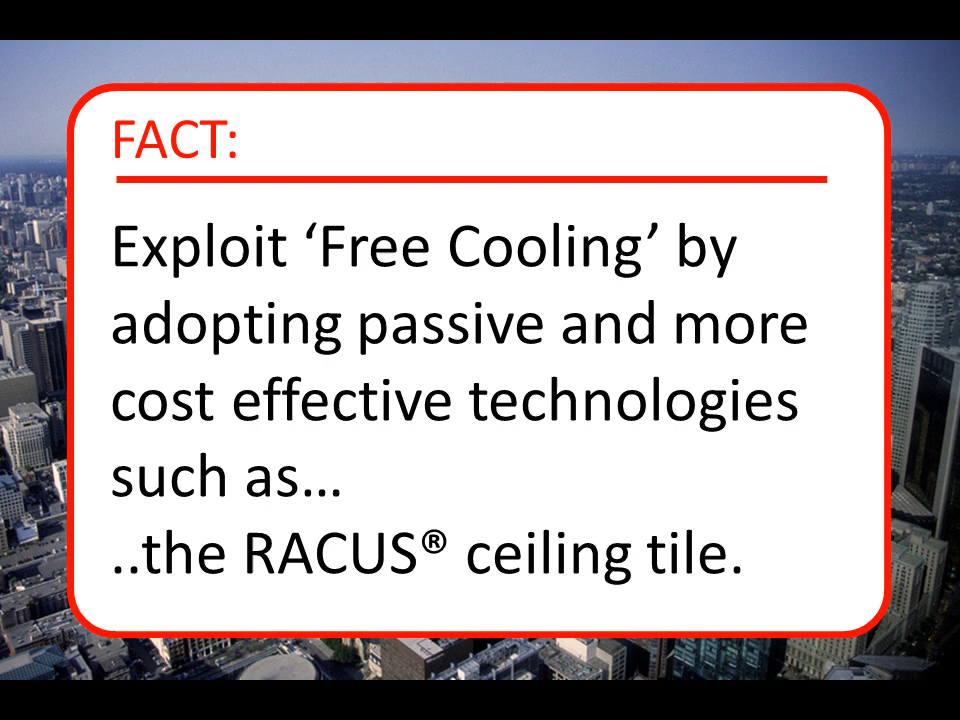 FACT:
Exploit ‘Free Cooling’ by
adopting passive and more
cost effective technologies
such as…
..the RACUS® ceiling tile.